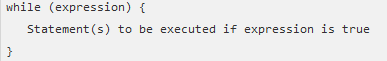 while (expression) {
   Statement(s) to be executed if expression is true
}